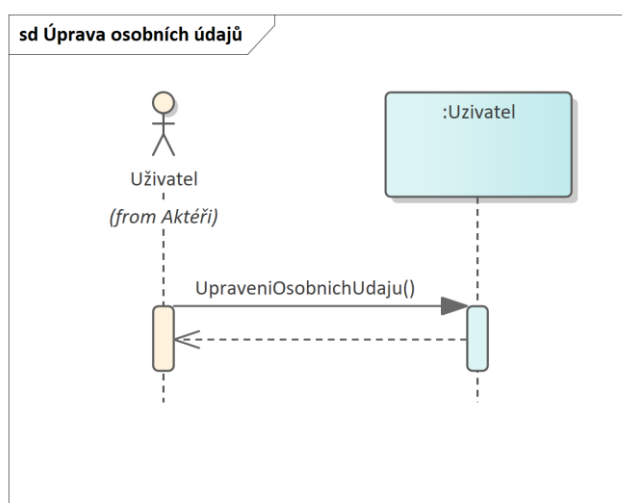 sd Úprava osobních údajů
:Uzivatel
Uživatel
(from Aktéři)
UpraveniOsobnichUdaju()